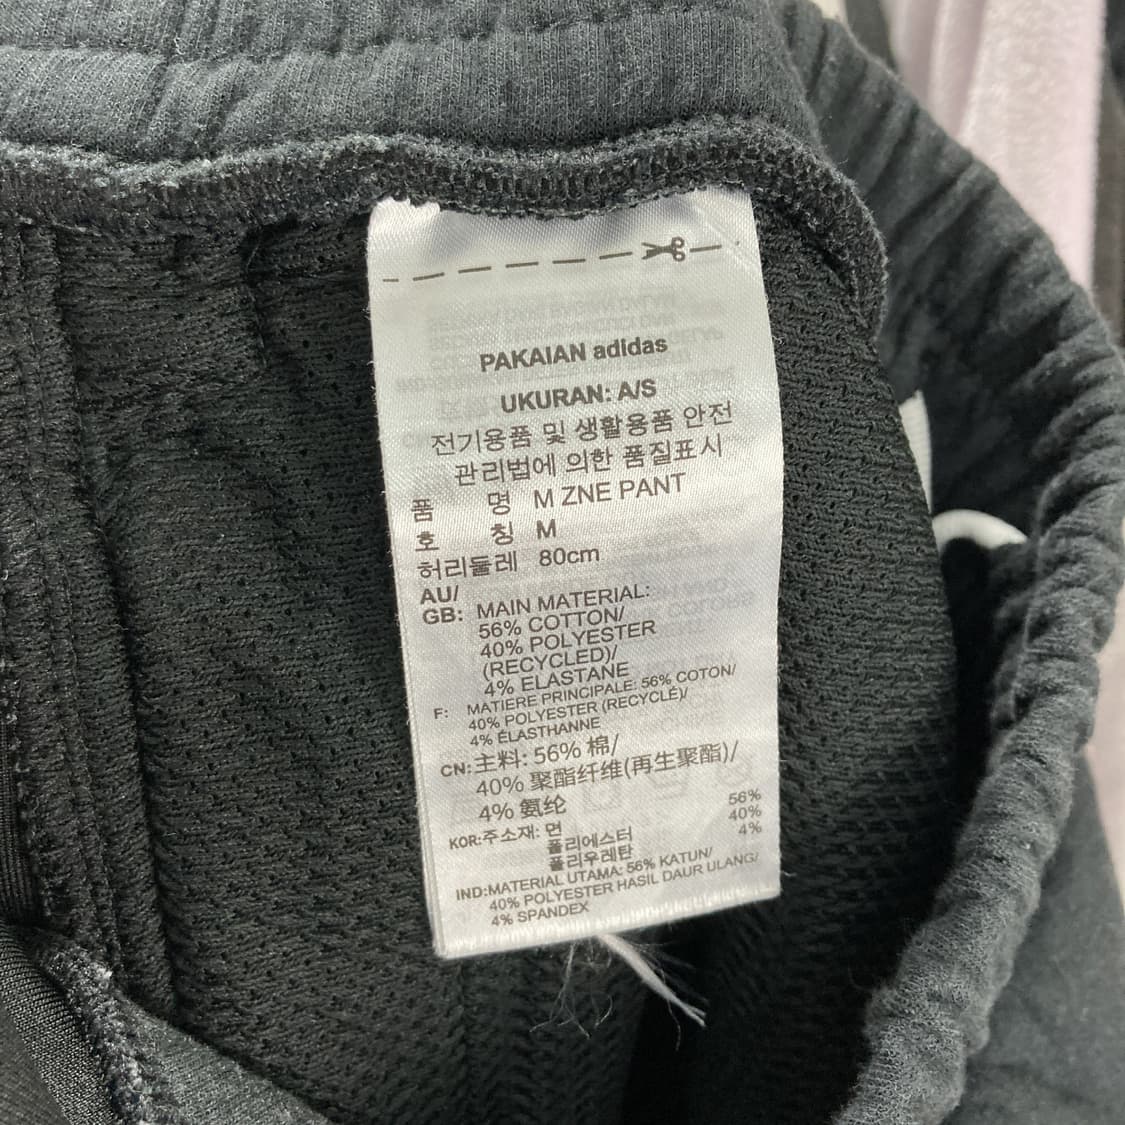 PAKAIAN adidas
UKURAN: A/S
전기용품 및 생활용품 안전
관리법에 의한 품질표시
품 명 M ZNE PANT
호 칭 M
허리둘레 80cm
AU/
GB: MAIN MATERIAL:
56% COTTON/
40% POLYESTER
(RECYCLED)/
4% ELASTANE
F: MATIERE PRINCIPALE: 56% COTON/
40% POLYESTER (RECYCLÉ)/
4% ÉLASTHANNE
CN: 主料: 56% 棉/
40% 聚酯纤维(再生聚酯)/
4% 氨纶
KOR: 주소재: 면 56%
폴리에스터 40%
폴리우레탄 4%
IND: MATERIAL UTAMA: 56% KATUN/
40% POLYESTER HASIL DAUR ULANG/
4% SPANDEX